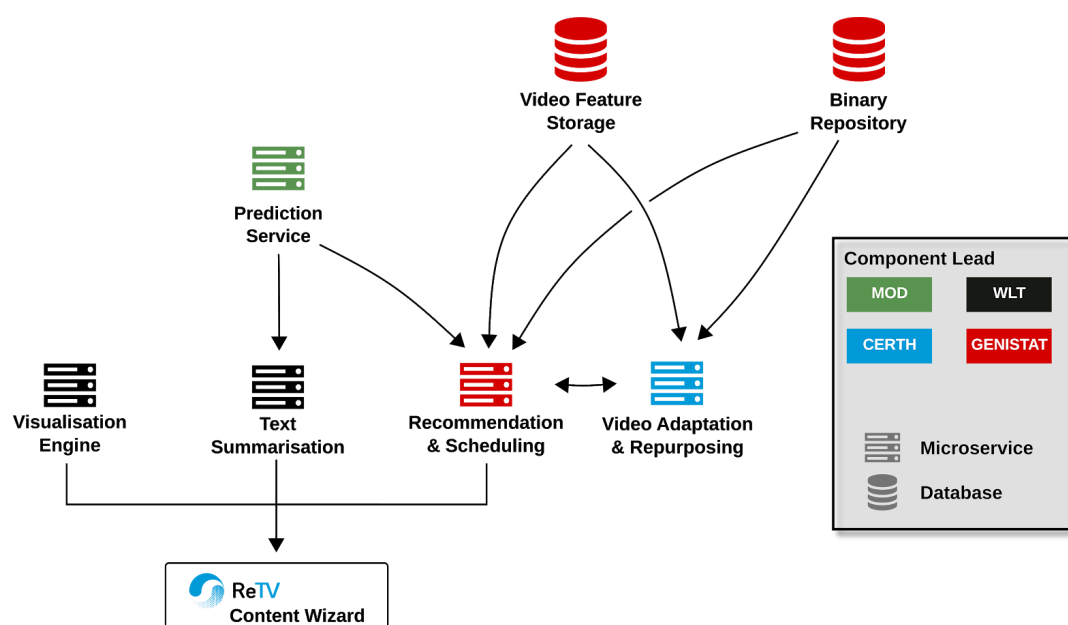 Video Feature
Storage
Binary
Repository
Prediction
Service
Component Lead
MOD
WLT
CERTH
GENISTAT
Visualisation
Engine
Text
Summarisation
Recommendation
& Scheduling
Video Adaptation
& Repurposing
Microservice
Database
ReTV
Content Wizard